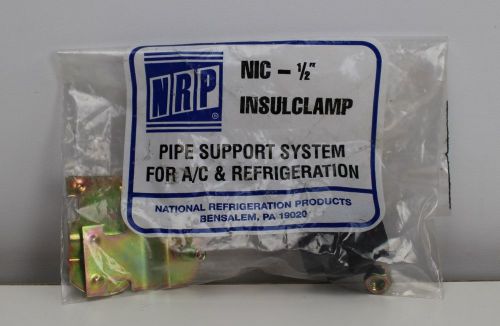 NRP®
NIC – ½"
INSULCLAMP
PIPE SUPPORT SYSTEM
FOR A/C & REFRIGERATION
NATIONAL REFRIGERATION PRODUCTS
BENSALEM, PA 19020